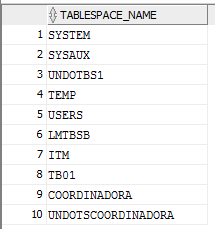 TABLESPACE_NAME
1 SYSTEM
2 SYSAUX
3 UNDOTBS1
4 TEMP
5 USERS
6 LMTBSB
7 ITM
8 TB01
9 COORDINADORA
10 UNDOTSCOORDINADORA